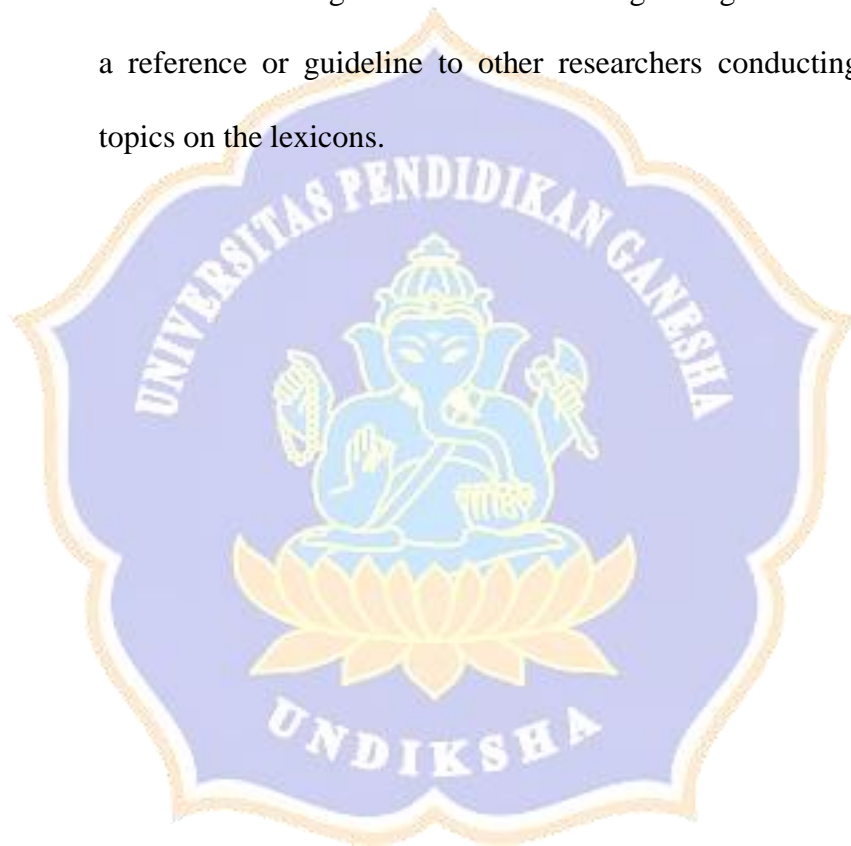 a reference or guideline to other researchers conducting
topics on the lexicons.
UNIVERSITAS PENDIDIKAN GANESHA
UNDIKSHA